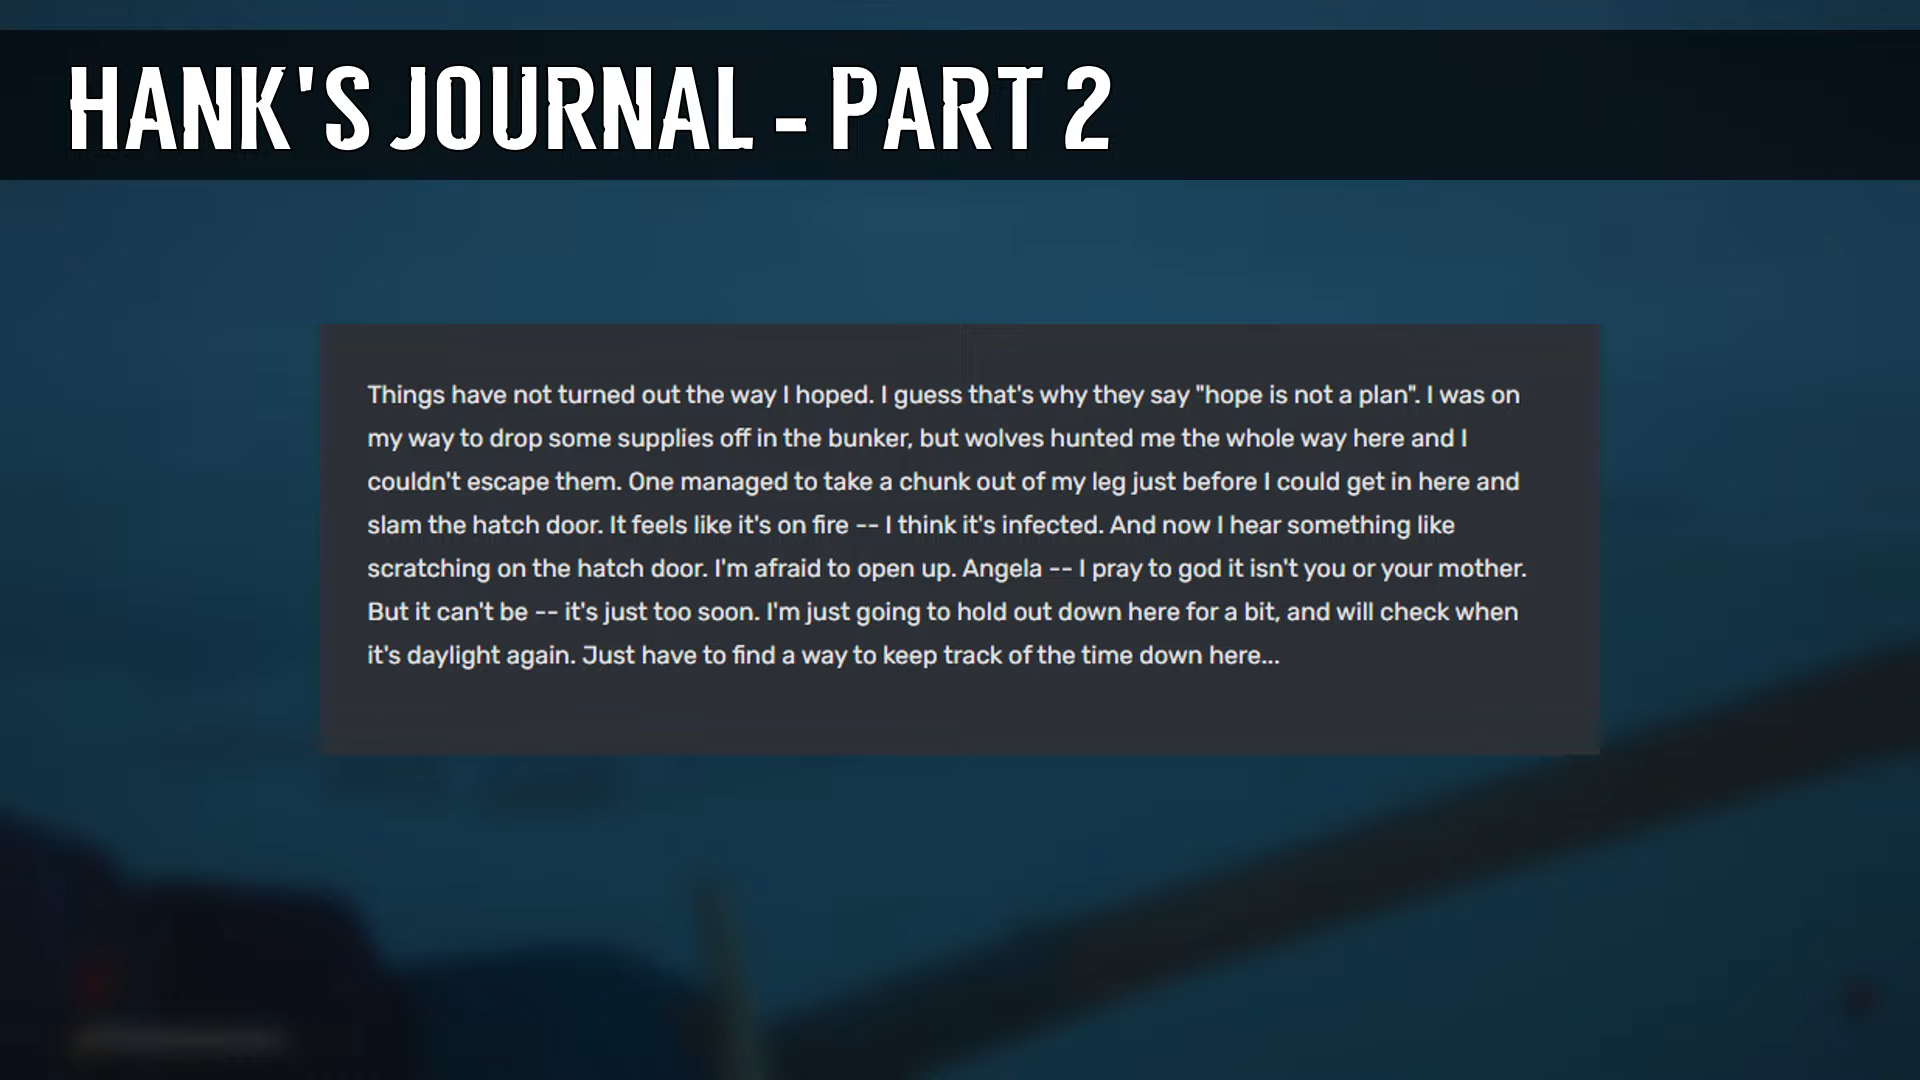 HANK'S JOURNAL - PART 2
Things have not turned out the way I hoped. I guess that's why they say "hope is not a plan". I was on
my way to drop some supplies off in the bunker, but wolves hunted me the whole way here and I
couldn't escape them. One managed to take a chunk out of my leg just before I could get in here and
slam the hatch door. It feels like it's on fire -- I think it's infected. And now I hear something like
scratching on the hatch door. I'm afraid to open up. Angela -- I pray to god it isn't you or your mother.
But it can't be -- it's just too soon. I'm just going to hold out down here for a bit, and will check when
it's daylight again. Just have to find a way to keep track of the time down here...